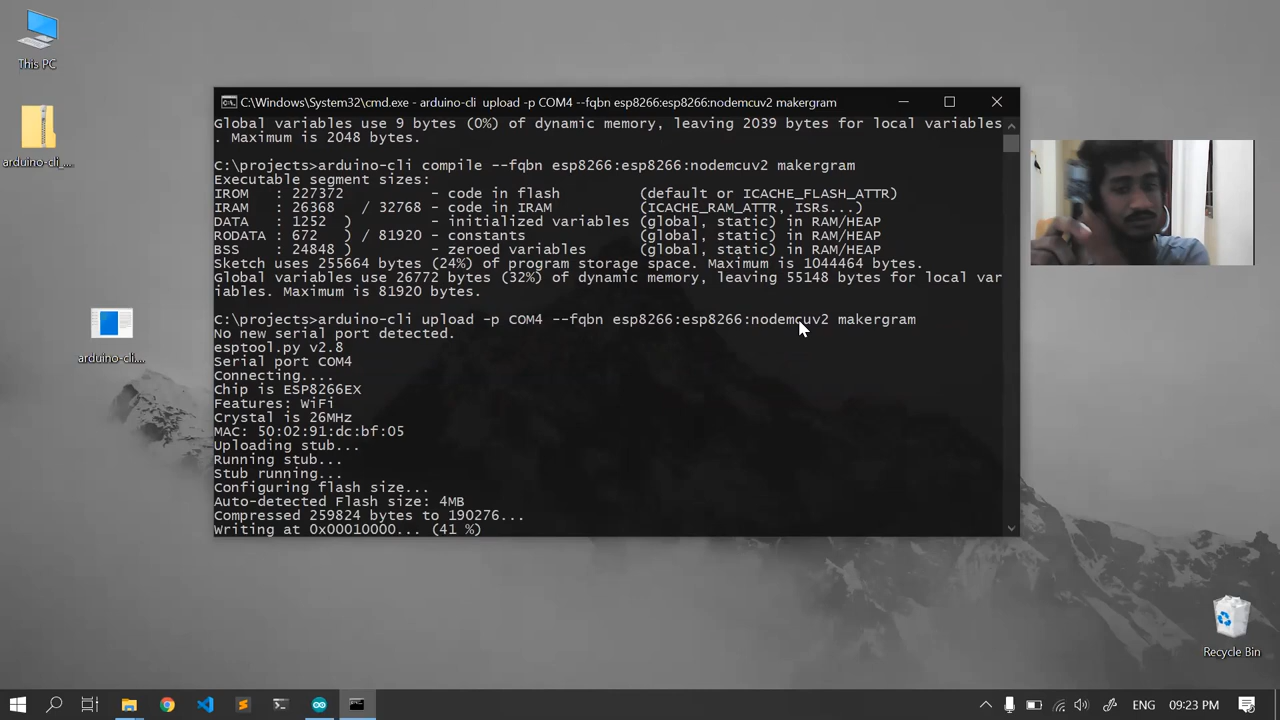 This PC
arduino-cli_...
arduino-cli....
C:\Windows\System32\cmd.exe - arduino-cli  upload -p COM4 --fqbn esp8266:esp8266:nodemcuv2 makergram
Global variables use 9 bytes (0%) of dynamic memory, leaving 2039 bytes for local variables
. Maximum is 2048 bytes.
C:\projects>arduino-cli compile --fqbn esp8266:esp8266:nodemcuv2 makergram
Executable segment sizes:
IROM   : 227372          - code in flash         (default or ICACHE_FLASH_ATTR)
IRAM   : 26368   / 32768 - code in IRAM          (ICACHE_RAM_ATTR, ISRs...)
DATA   : 1252  )         - initialized variables (global, static) in RAM/HEAP
RODATA : 672   ) / 81920 - constants             (global, static) in RAM/HEAP
BSS    : 24848 )         - zeroed variables      (global, static) in RAM/HEAP
Sketch uses 255664 bytes (24%) of program storage space. Maximum is 1044464 bytes.
Global variables use 26772 bytes (32%) of dynamic memory, leaving 55148 bytes for local var
iables. Maximum is 81920 bytes.
C:\projects>arduino-cli upload -p COM4 --fqbn esp8266:esp8266:nodemcuv2 makergram
No new serial port detected.
esptool.py v2.8
Serial port COM4
Connecting....
Chip is ESP8266EX
Features: WiFi
Crystal is 26MHz
MAC: 50:02:91:dc:bf:05
Uploading stub...
Running stub...
Stub running...
Configuring flash size...
Auto-detected Flash size: 4MB
Compressed 259824 bytes to 190276...
Writing at 0x00010000... (41 %)
Recycle Bin
ENG
09:23 PM